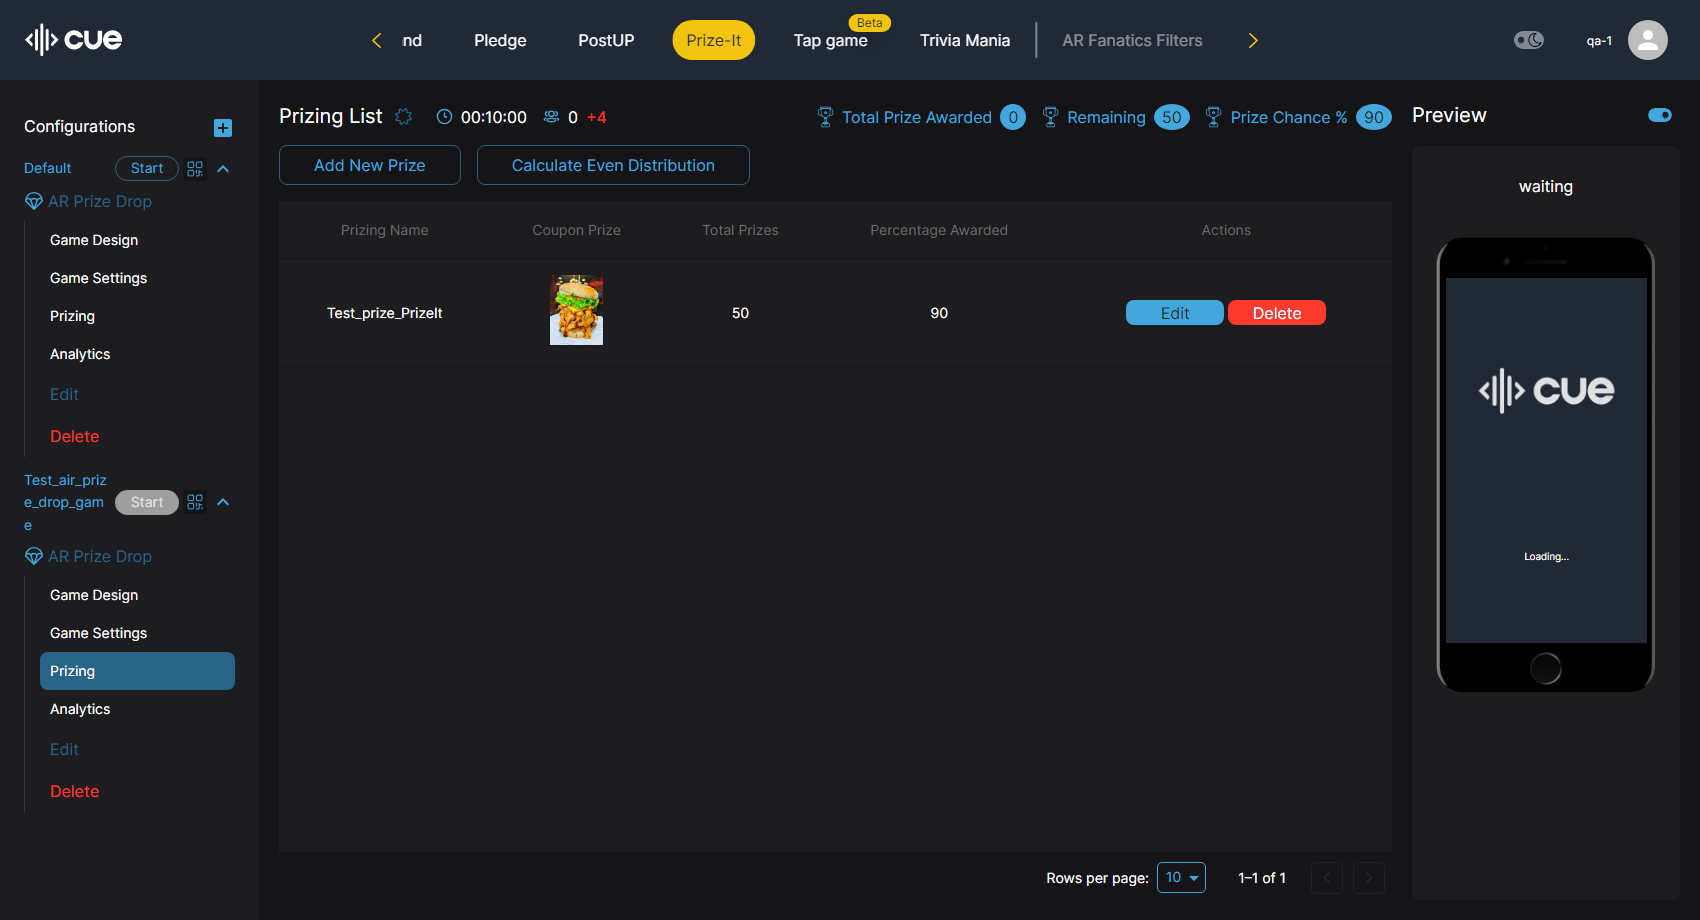 cue
nd
Pledge
PostUP
Prize-It
Beta
Tap game
Trivia Mania
AR Fanatics Filters
qa-1
Configurations
Default
Start
AR Prize Drop
Game Design
Game Settings
Prizing
Analytics
Edit
Delete
Test_air_priz
e_drop_gam
e
Start
AR Prize Drop
Game Design
Game Settings
Prizing
Analytics
Edit
Delete
Prizing List
00:10:00
0 +4
Total Prize Awarded 0
Remaining 50
Prize Chance % 90
Add New Prize
Calculate Even Distribution
Prizing Name
Coupon Prize
Total Prizes
Percentage Awarded
Actions
Test_prize_PrizeIt
50
90
Edit
Delete
Rows per page: 10
1–1 of 1
Preview
waiting
cue
Loading...